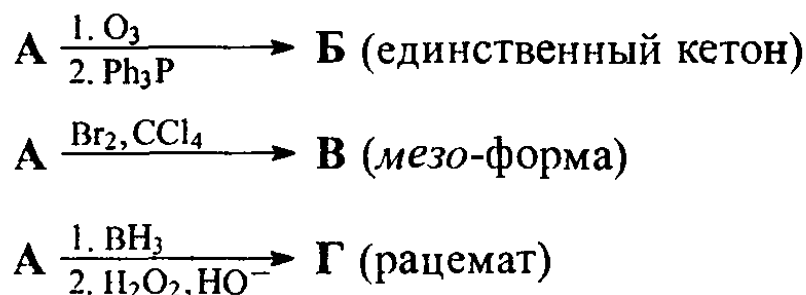 1. O₃
А → Б (единственный кетон)
2. Ph₃P
Br₂, CCl₄
А → В (мезо-форма)
1. BH₃
А → Г (рацемат)
2. H₂O₂, HO⁻